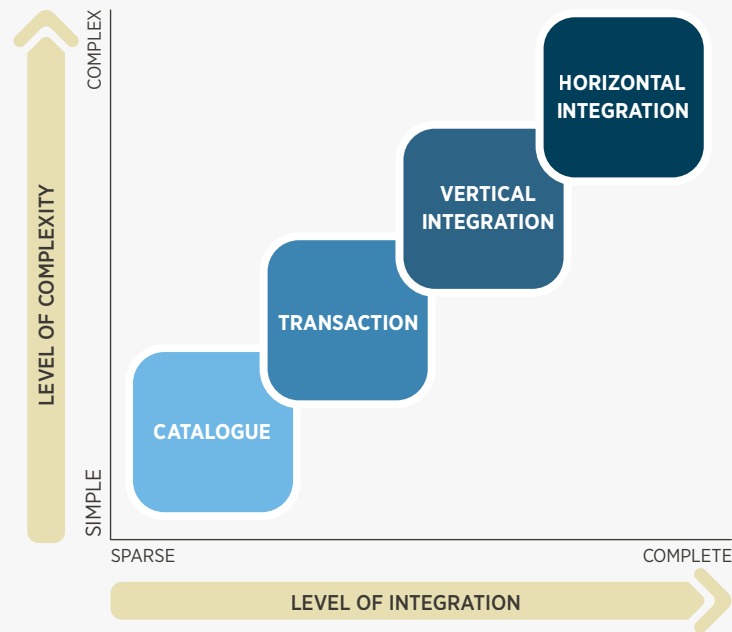 COMPLEX
HORIZONTAL
INTEGRATION
VERTICAL
INTEGRATION
LEVEL OF COMPLEXITY
TRANSACTION
CATALOGUE
SIMPLE
SPARSE
COMPLETE
LEVEL OF INTEGRATION